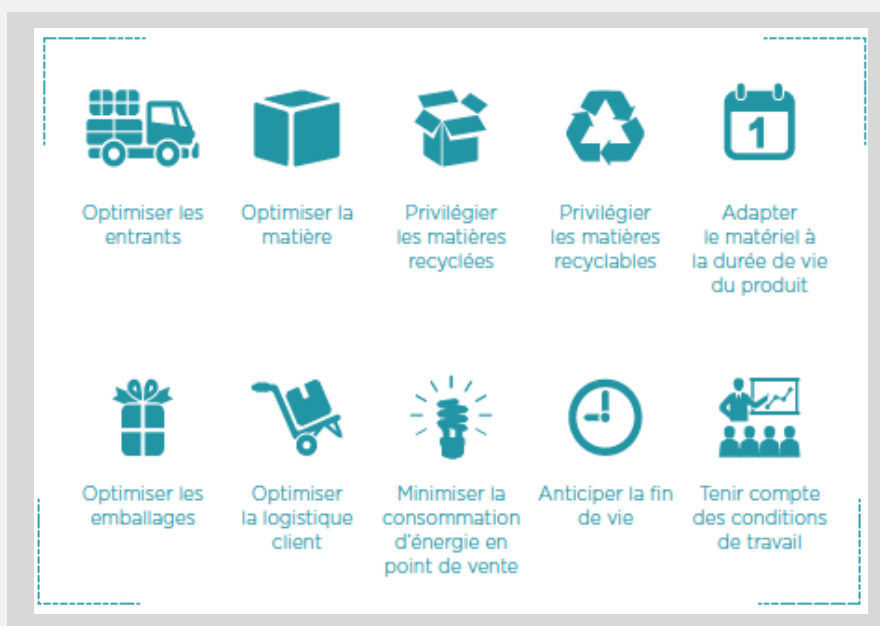 1
Optimiser les
entrants
Optimiser la
matière
Privilégier
les matières
recyclées
Privilégier
les matières
recyclables
Adapter
le matériel à
la durée de vie
du produit
Optimiser les
emballages
Optimiser
la logistique
client
Minimiser la
consommation
d'énergie en
point de vente
Anticiper la fin
de vie
Tenir compte
des conditions
de travail